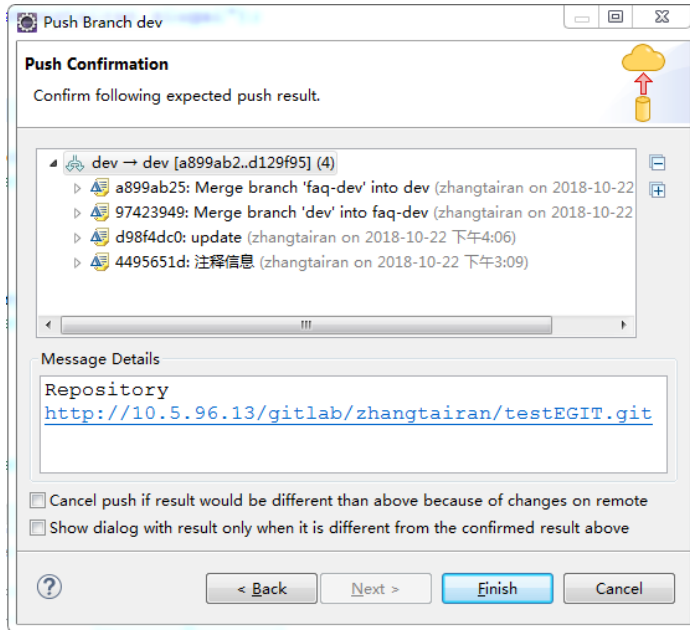 Push Branch dev
Push Confirmation
Confirm following expected push result.
dev → dev [a899ab2..d129f95] (4)
a899ab25: Merge branch 'faq-dev' into dev (zhangtairan on 2018-10-22
97423949: Merge branch 'dev' into faq-dev (zhangtairan on 2018-10-22
d98f4dc0: update (zhangtairan on 2018-10-22 下午4:06)
4495651d: 注释信息 (zhangtairan on 2018-10-22 下午3:09)
Message Details
Repository
http://10.5.96.13/gitlab/zhangtairan/testEGIT.git
Cancel push if result would be different than above because of changes on remote
Show dialog with result only when it is different from the confirmed result above
< Back Next > Finish Cancel